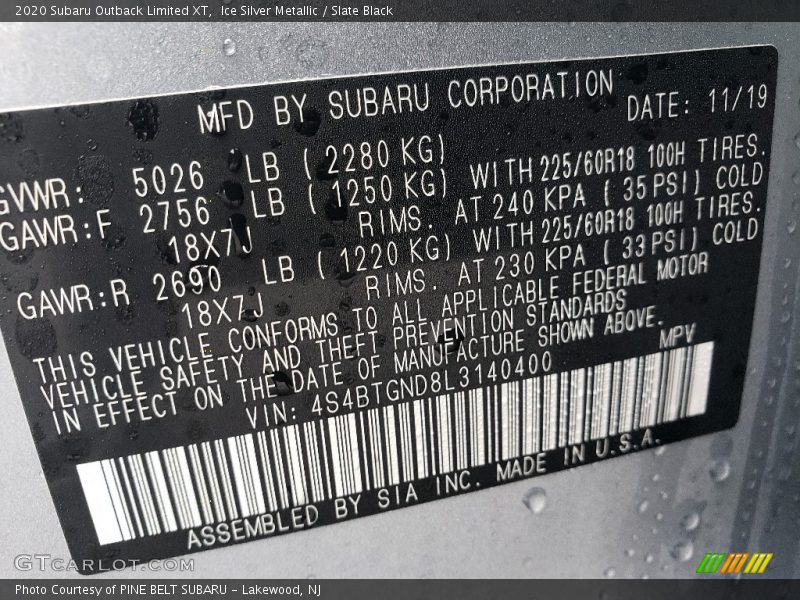 2020 Subaru Outback Limited XT,  Ice Silver Metallic / Slate Black
MFD BY SUBARU CORPORATION
DATE: 11/19
GVWR: 5026 LB (2280 KG)
GAWR:F 2756 LB (1250 KG) WITH 225/60R18 100H TIRES.
18X7J RIMS. AT 240 KPA (35PSI) COLD
GAWR:R 2690 LB (1220 KG) WITH 225/60R18 100H TIRES.
18X7J RIMS. AT 230 KPA (33PSI) COLD
THIS VEHICLE CONFORMS TO ALL APPLICABLE FEDERAL MOTOR
VEHICLE SAFETY AND THEFT PREVENTION STANDARDS
IN EFFECT ON THE DATE OF MANUFACTURE SHOWN ABOVE.
VIN: 4S4BTGND8L3140400 MPV
ASSEMBLED BY SIA INC. MADE IN U.S.A.
GTcarlot.com
Photo Courtesy of PINE BELT SUBARU - Lakewood, NJ